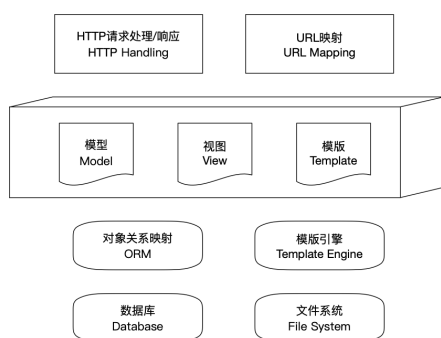 HTTP请求处理/响应
HTTP Handling
URL映射
URL Mapping
模型
Model
视图
View
模版
Template
对象关系映射
ORM
模版引擎
Template Engine
数据库
Database
文件系统
File System